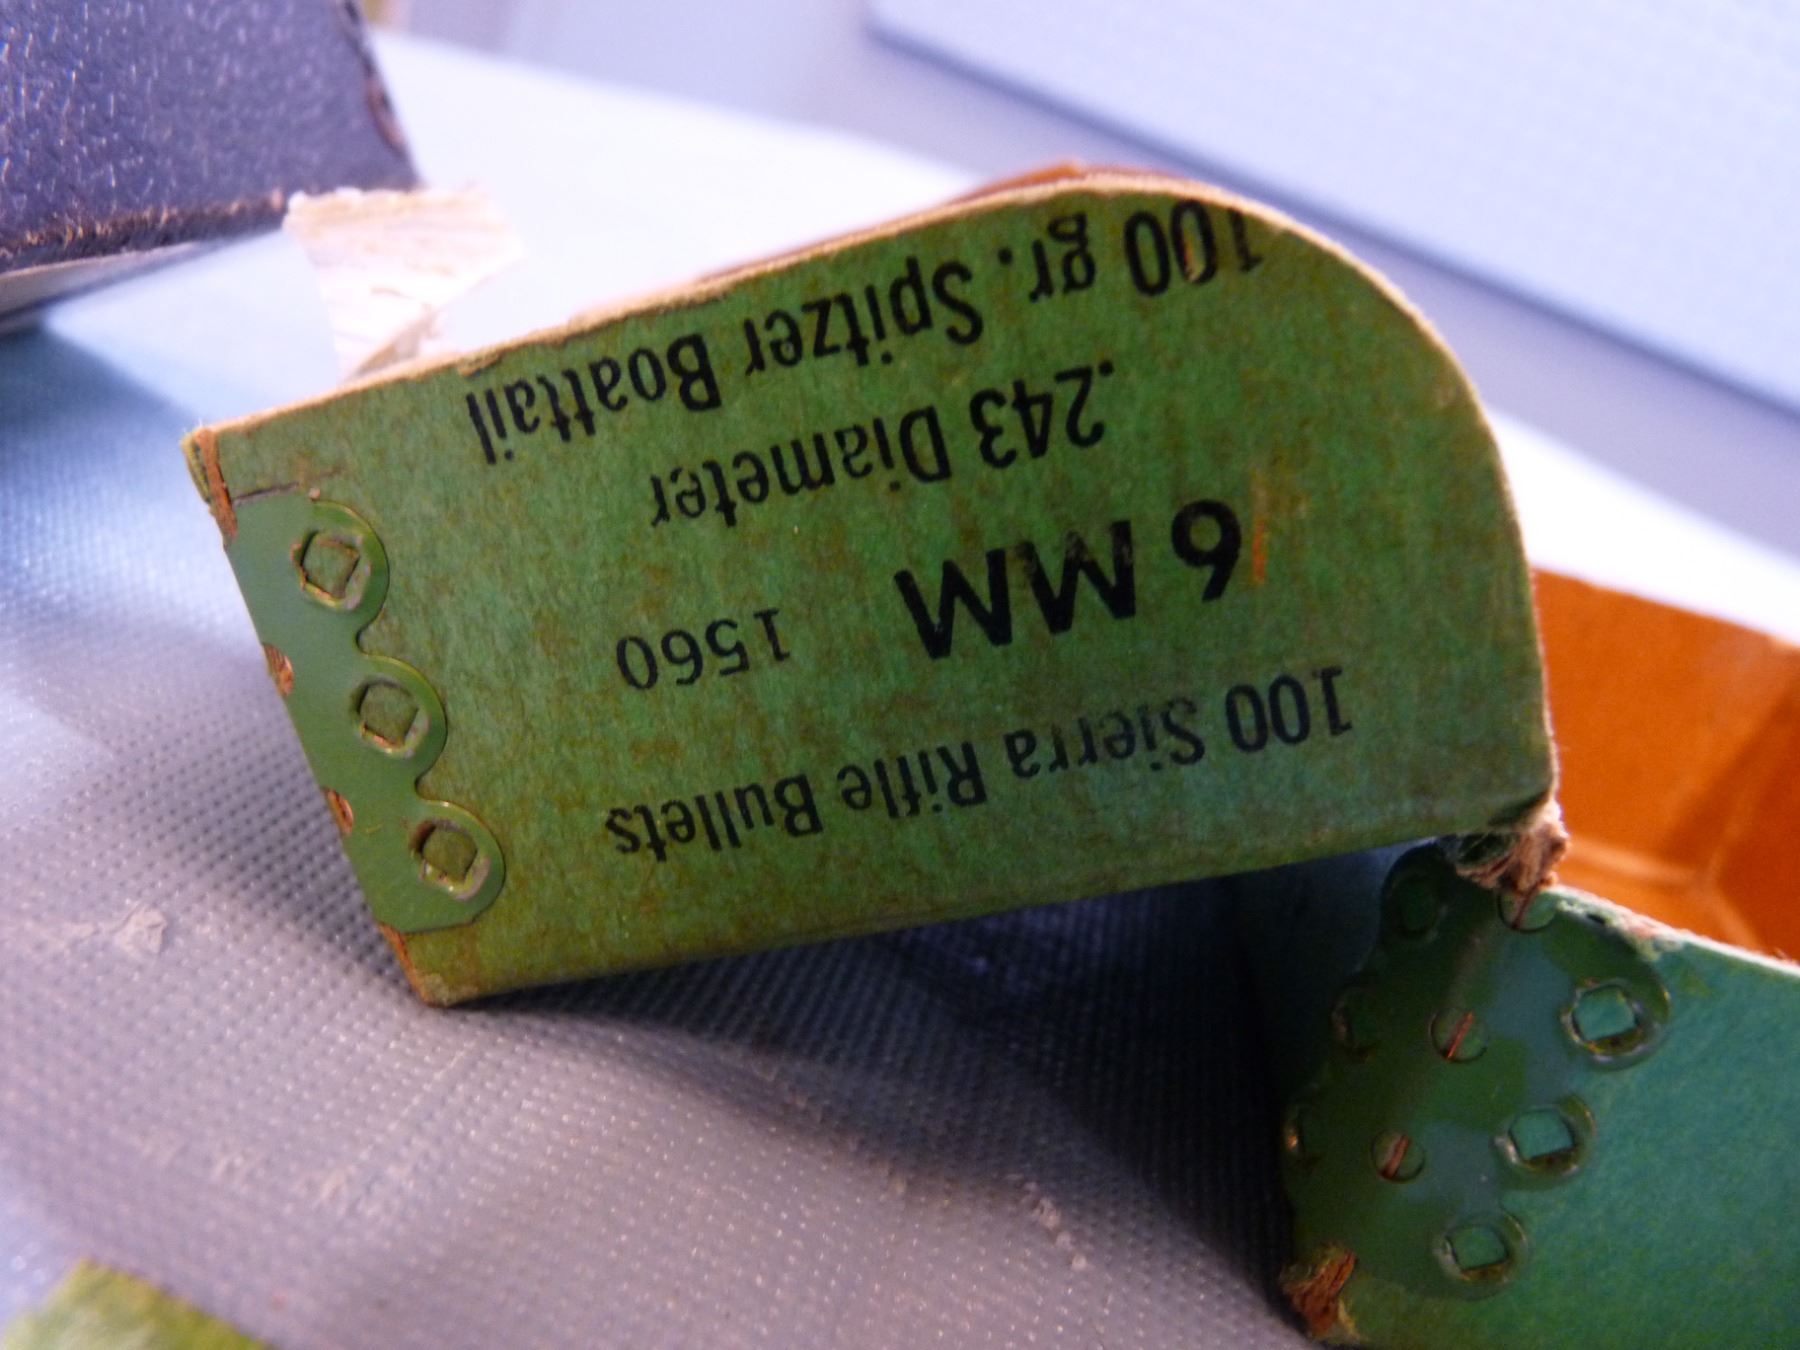 100 Sierra Rifle Bullets
6 MM 1560
.243 Diameter
100 gr. Spitzer Boattail